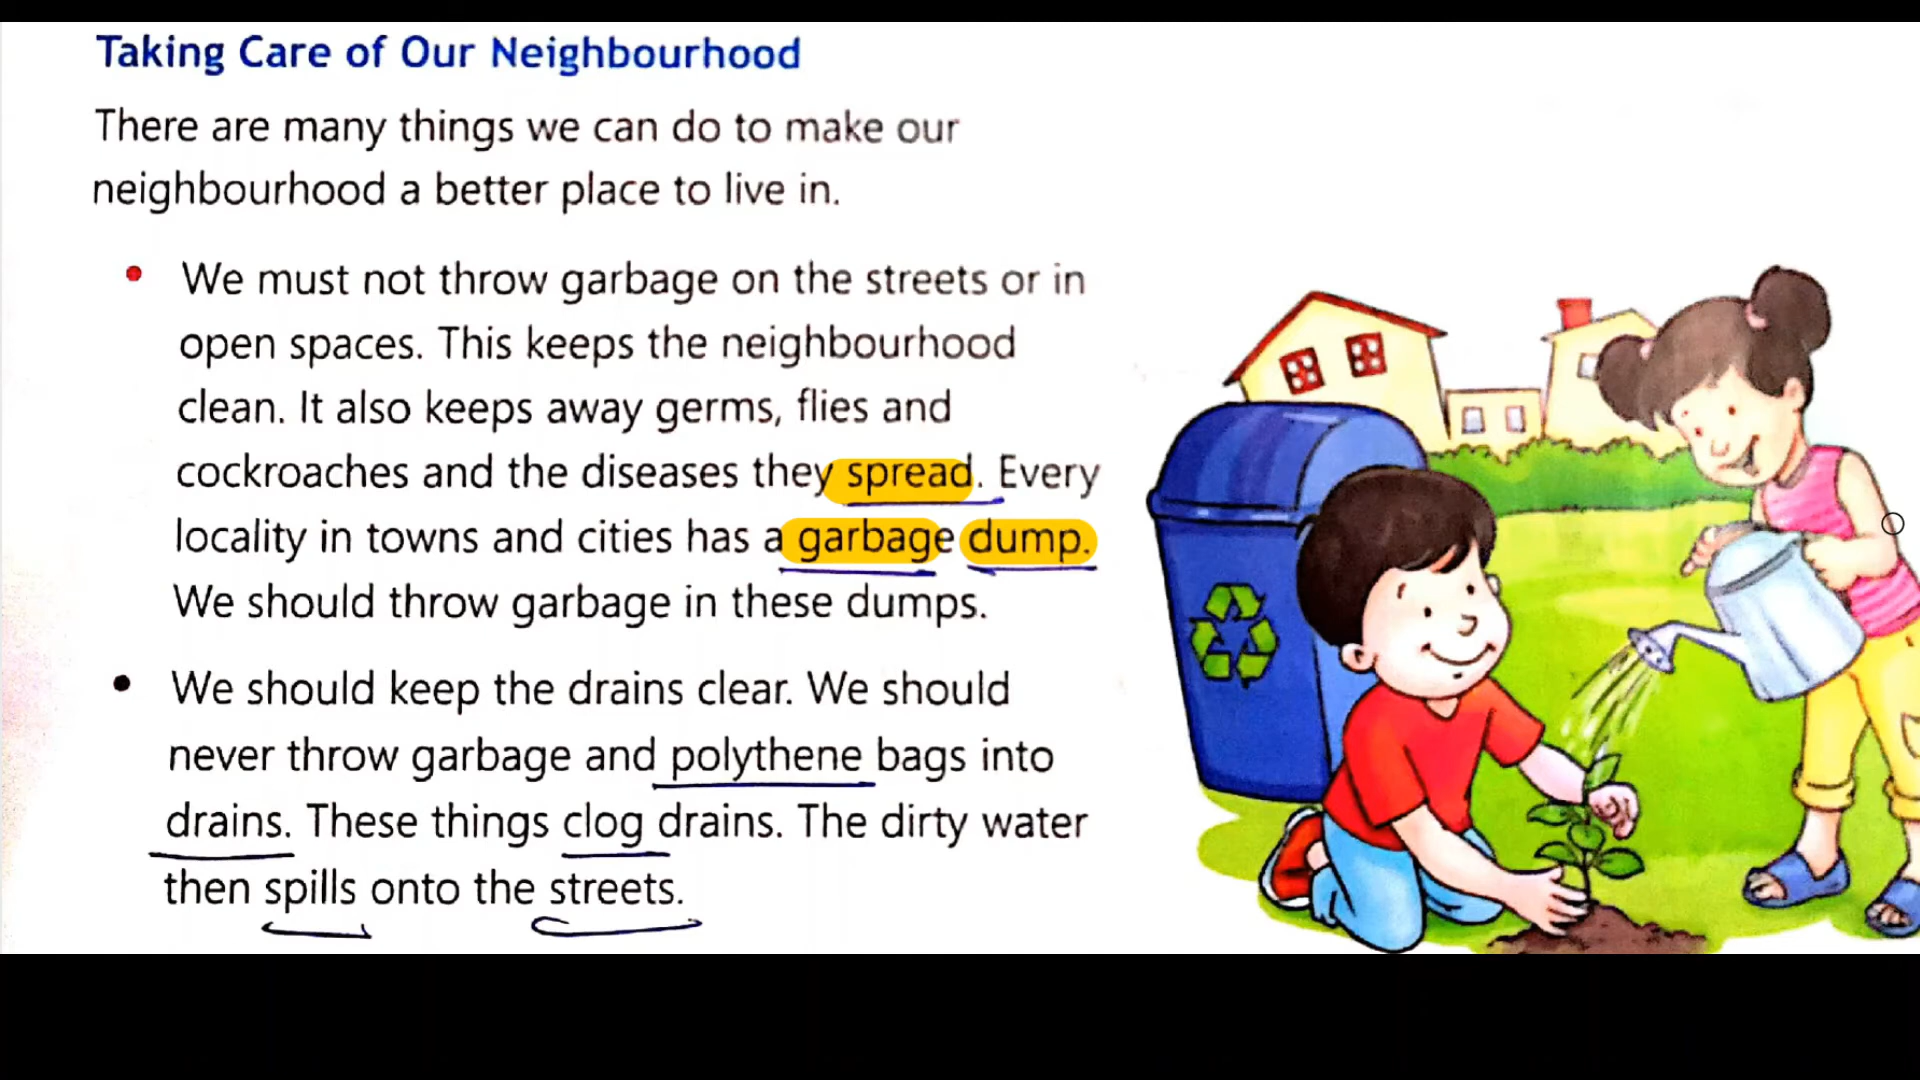 Taking Care of Our Neighbourhood
There are many things we can do to make our
neighbourhood a better place to live in.
• We must not throw garbage on the streets or in
open spaces. This keeps the neighbourhood
clean. It also keeps away germs, flies and
cockroaches and the diseases they spread. Every
locality in towns and cities has a garbage dump.
We should throw garbage in these dumps.
• We should keep the drains clear. We should
never throw garbage and polythene bags into
drains. These things clog drains. The dirty water
then spills onto the streets.